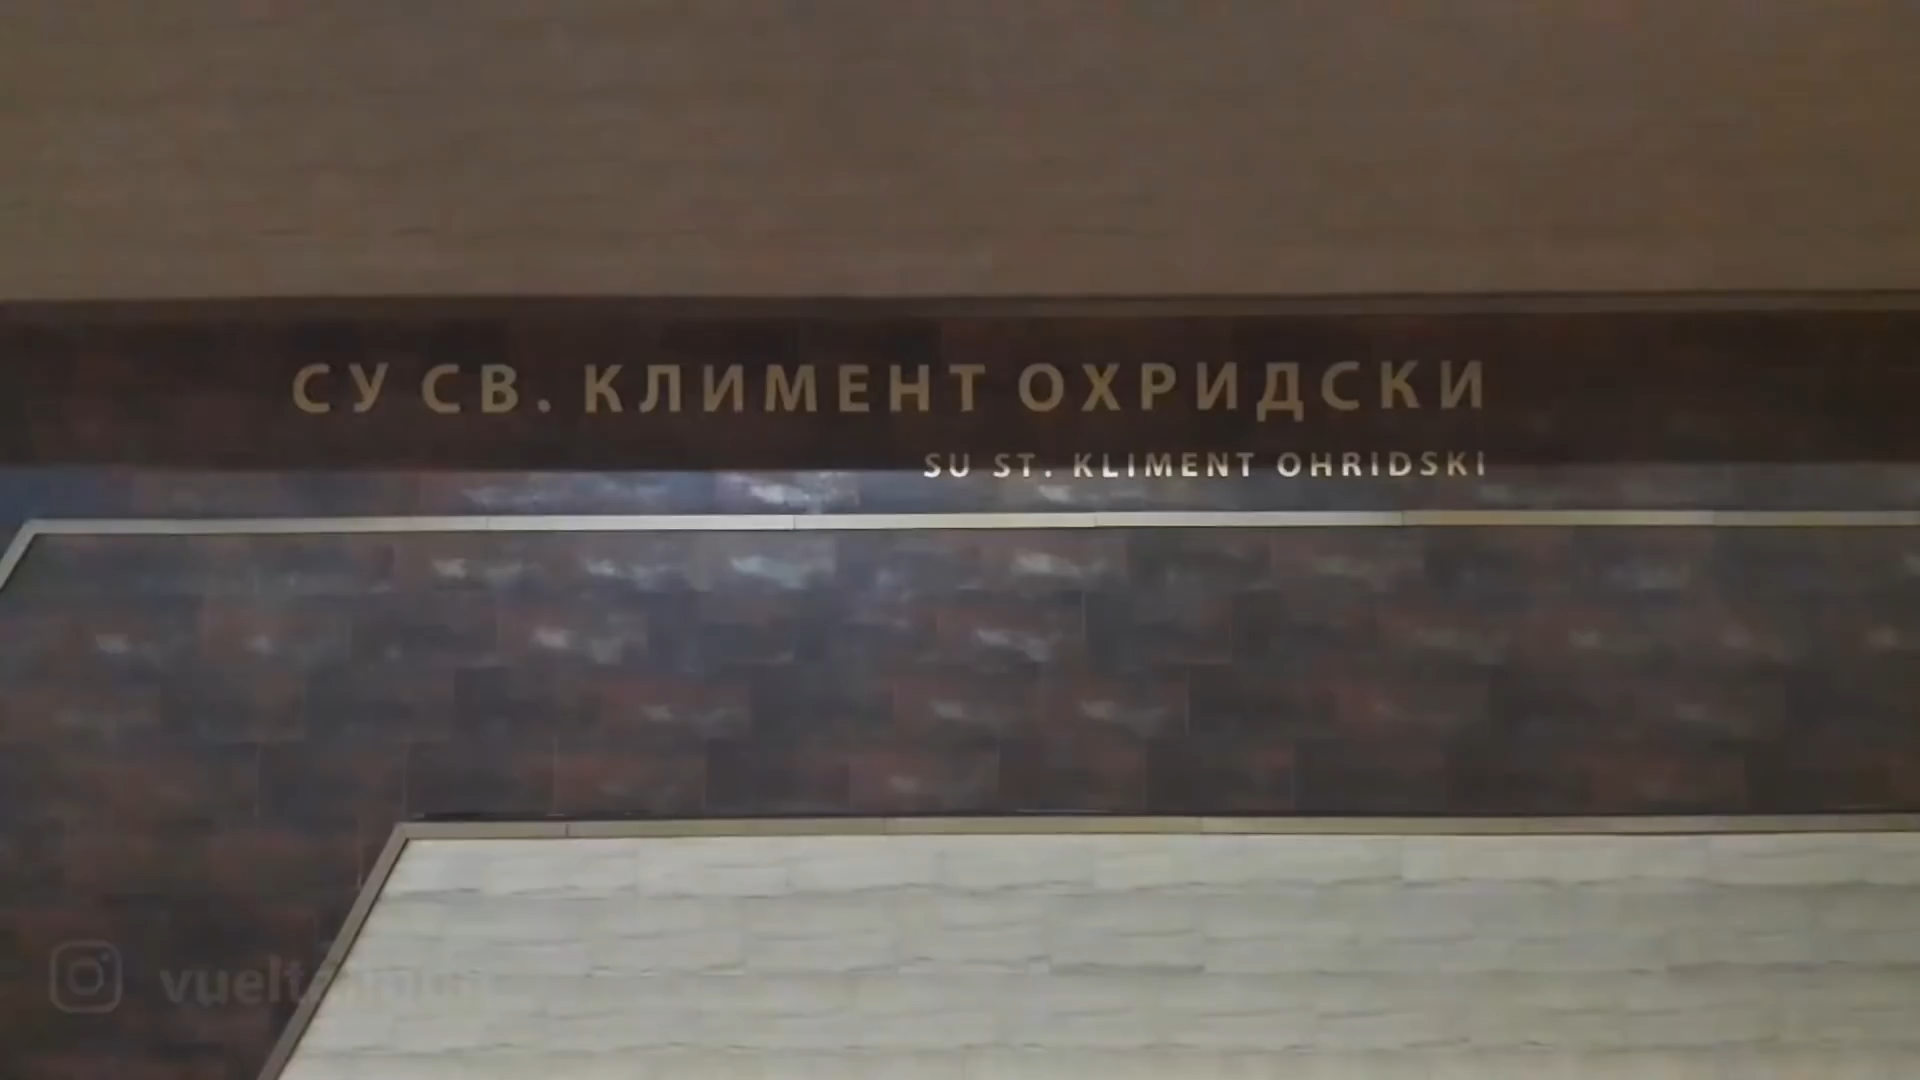 СУ СВ. КЛИМЕНТ ОХРИДСКИ
SU ST. KLIMENT OHRIDSKI